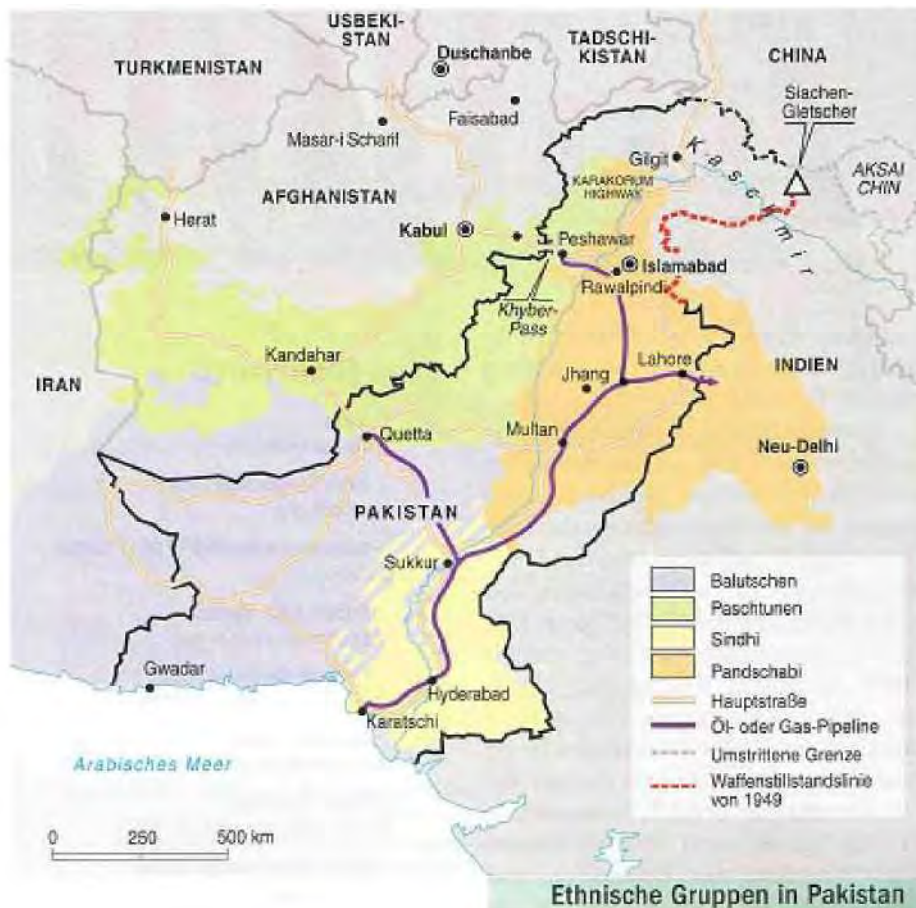 USBEKI-
STAN
Duschanbe
TADSCHI-
KISTAN
CHINA
TURKMENISTAN
Siachen-
Gletscher
Faisabad
Masar-i Scharif
Gilgit
Kaschmir
AKSAI
CHIN
KARAKORUM
HIGHWAY
AFGHANISTAN
Herat
Kabul
Peshawar
Islamabad
Rawalpindi
Khyber-
Pass
Kandahar
Lahore
INDIEN
IRAN
Jhang
Quetta
Multan
Neu-Delhi
PAKISTAN
Sukkur
Gwadar
Hyderabad
Karatschi
Arabisches Meer
Balutschen
Paschtunen
Sindhi
Pandschabi
Hauptstraße
Öl- oder Gas-Pipeline
Umstrittene Grenze
Waffenstillstandslinie
von 1949
0 250 500 km
Ethnische Gruppen in Pakistan